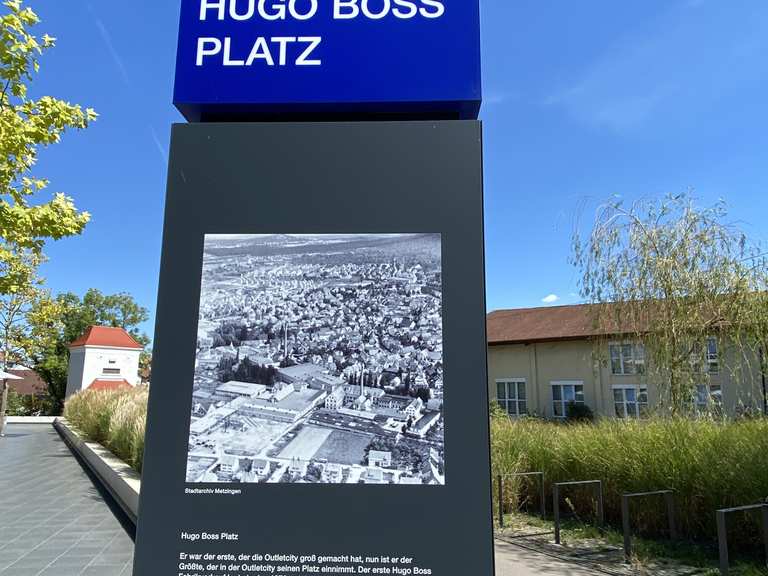 HUGO BOSS
PLATZ
Stadtarchiv Metzingen
Hugo Boss Platz
Er war der erste, der die Outletcity groß gemacht hat, nun ist er der
Größte, der in der Outletcity seinen Platz einnimmt. Der erste Hugo Boss